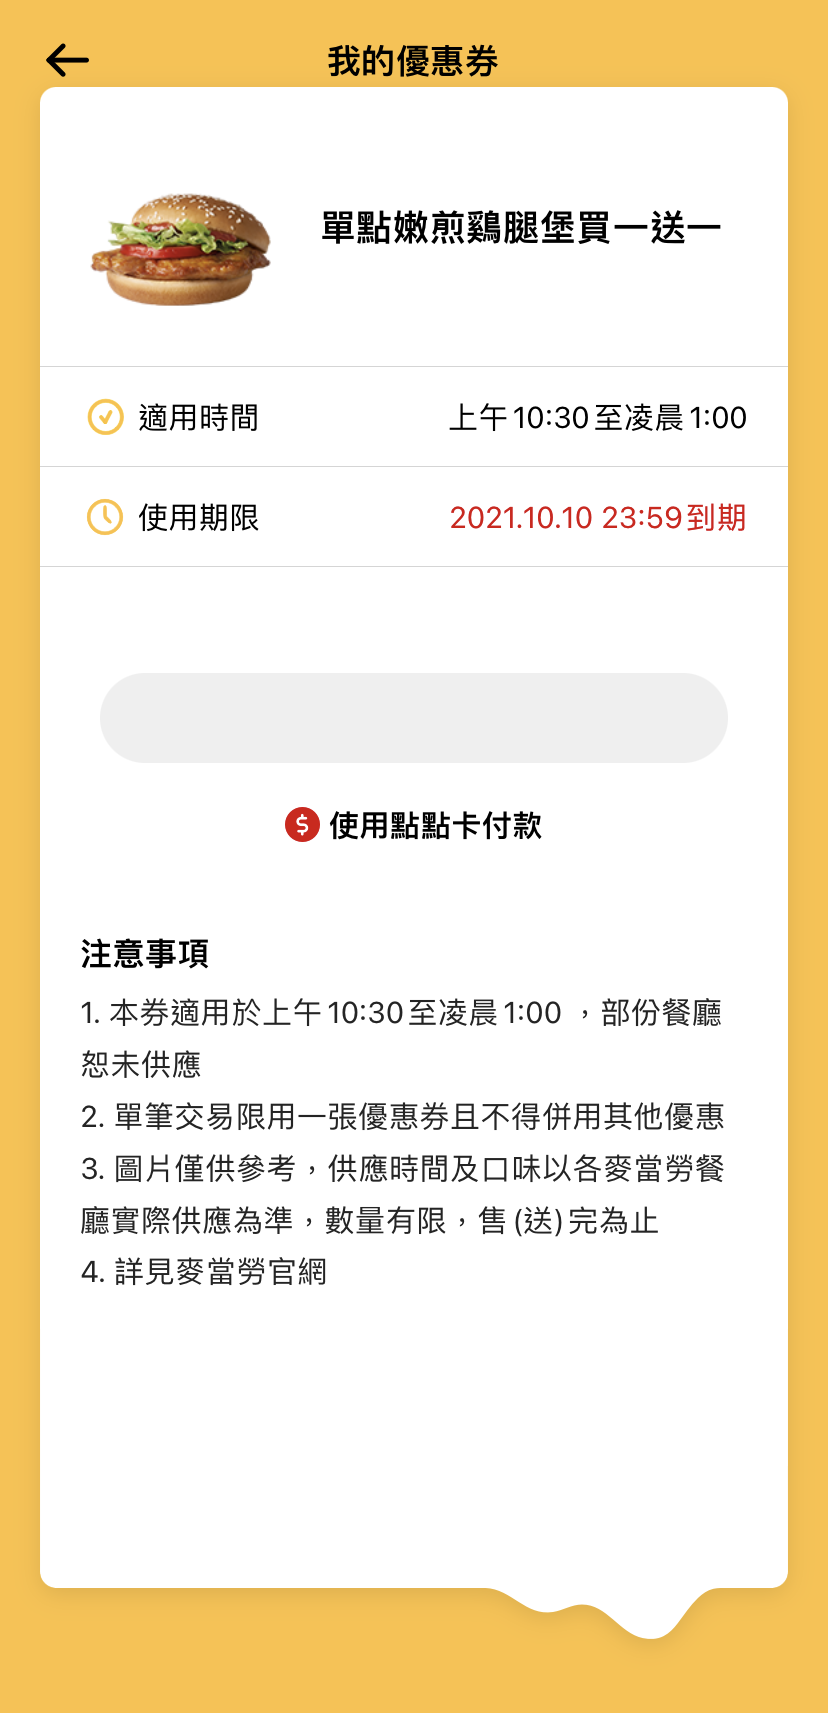 我的優惠券
單點嫩煎鷄腿堡買一送一
適用時間 上午10:30至凌晨1:00
使用期限 2021.10.10 23:59到期
使用點點卡付款
注意事項
1. 本券適用於上午10:30至凌晨1:00 ，部份餐廳
恕未供應
2. 單筆交易限用一張優惠券且不得併用其他優惠
3. 圖片僅供參考，供應時間及口味以各麥當勞餐
廳實際供應為準，數量有限，售(送)完為止
4. 詳見麥當勞官網